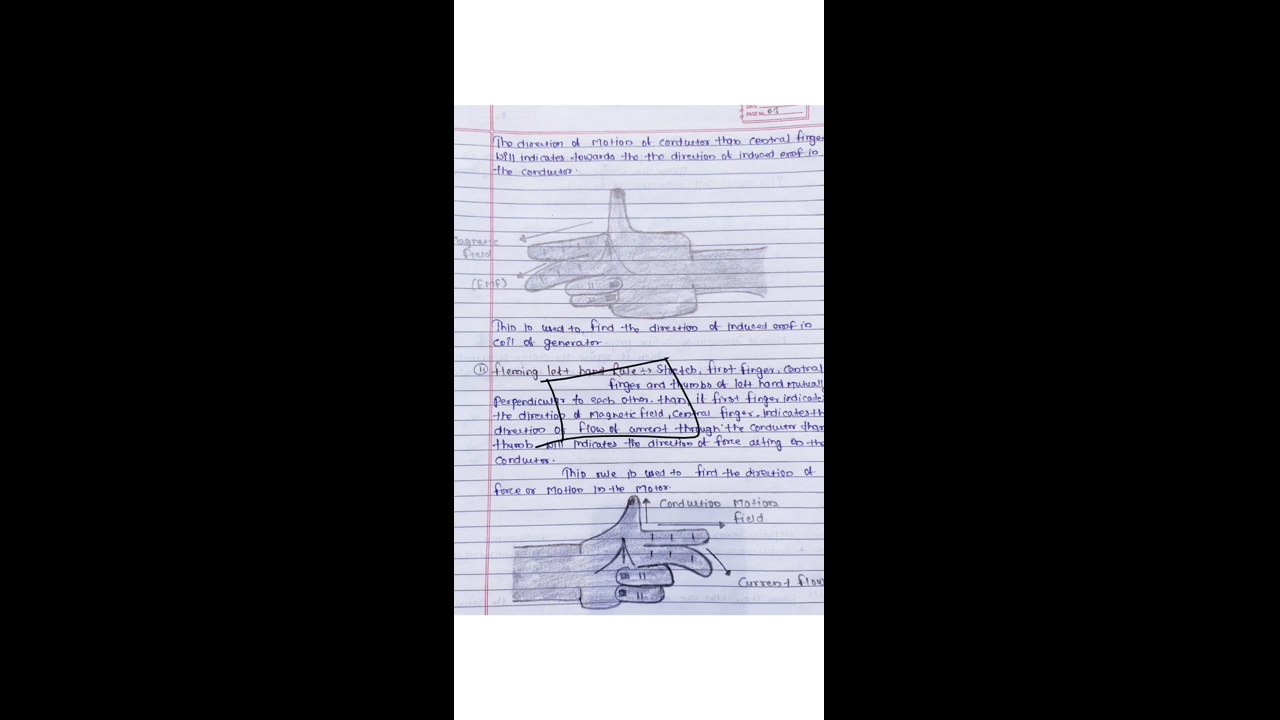 PAGE No. 05
The direction of Motion of conductor than central finger
will indicates towards the the direction of induced emf in
the conductor.
Magnetic
field
(EMF)
This is used to find the direction of induced emf in
coil of generator
(ii) fleming left hand Rule → Stretch, first finger, central
finger and thumbs of left hand Mutually
Perpendicular to each other. than if first finger indicates
the direction of Magnetic field, Central finger. indicates th
direction of flow of current through the conductor than
thumb will indicates the direction of force acting on the
Conductor.
This rule is used to find the direction of
force or Motion in the Motor.
Conduction Motion
field
Current flow